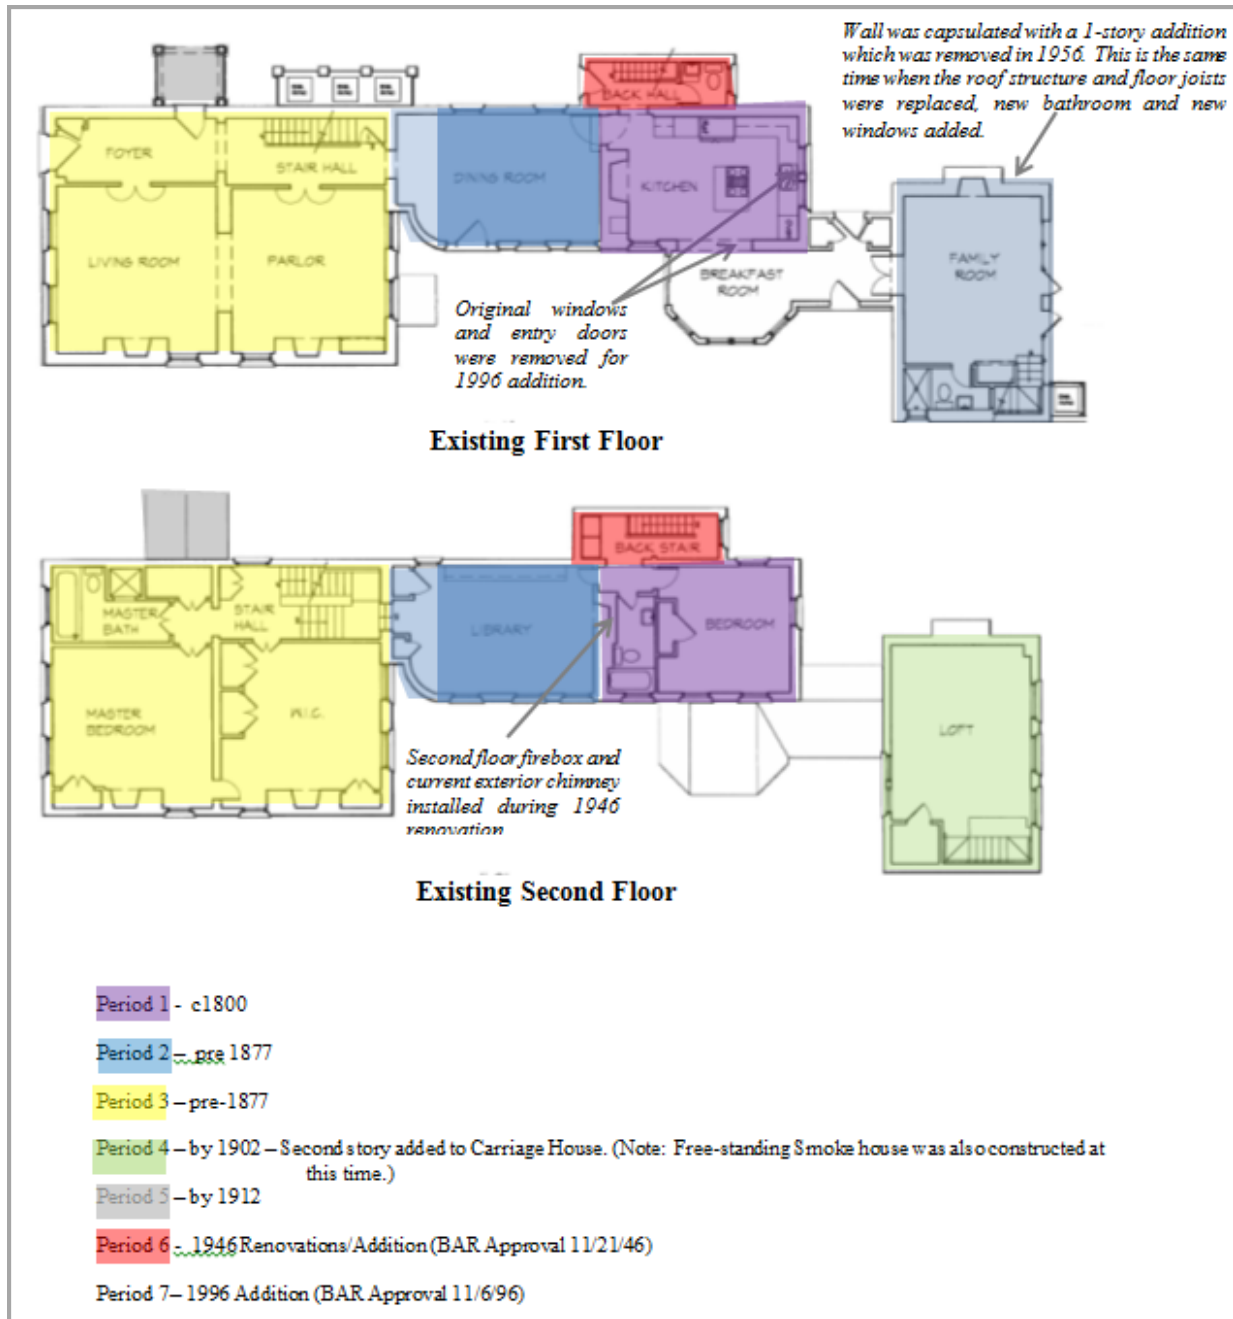 Wall was capsulated with a 1-story addition
which was removed in 1956. This is the same
time when the roof structure and floor joists
were replaced, new bathroom and new
windows added.
BACK HALL
FOYER
STAIR HALL
DINING ROOM
KITCHEN
LIVING ROOM
PARLOR
BREAKFAST
ROOM
FAMILY
ROOM
Original windows
and entry doors
were removed for
1996 addition.
Existing First Floor
BACK STAIR
MASTER
BATH
STAIR
HALL
LIBRARY
BEDROOM
MASTER
BEDROOM
W.I.C.
LOFT
Second floor firebox and
current exterior chimney
installed during 1946
renovation
Existing Second Floor
Period 1 - c1800
Period 2 – pre 1877
Period 3 – pre-1877
Period 4 – by 1902 – Second story added to Carriage House. (Note: Free-standing Smoke house was also constructed at
this time.)
Period 5 – by 1912
Period 6 - 1946 Renovations/Addition (BAR Approval 11/21/46)
Period 7– 1996 Addition (BAR Approval 11/6/96)